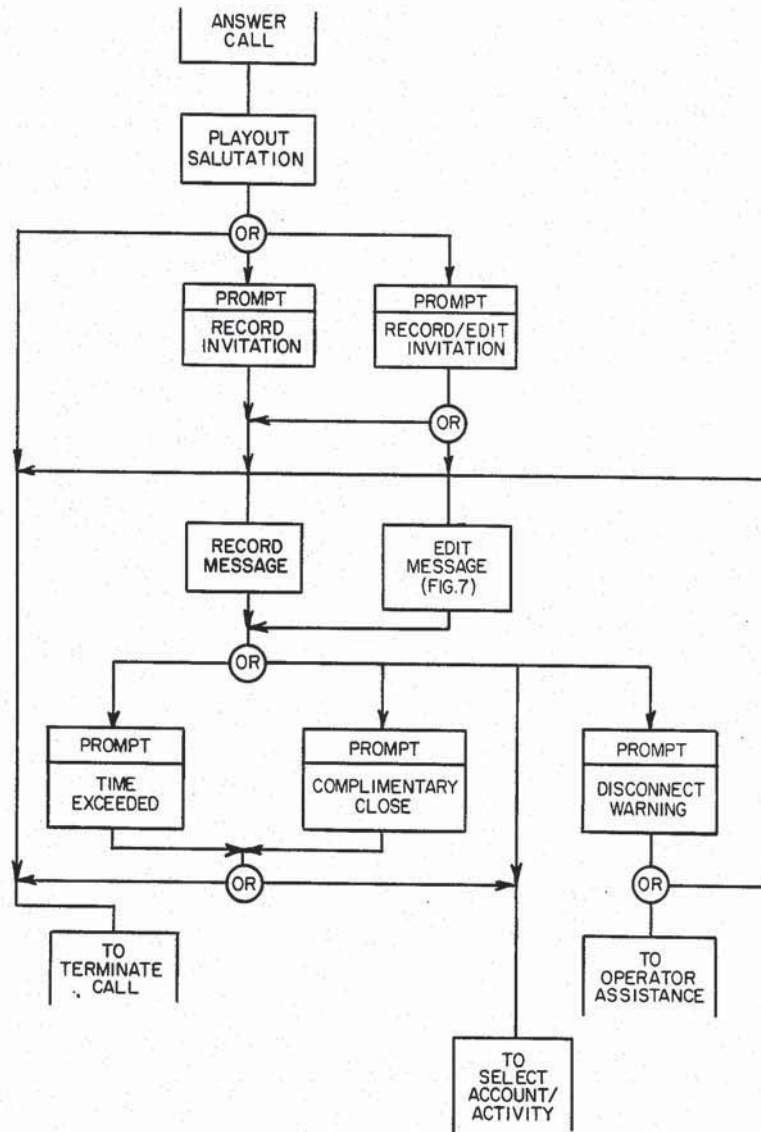 ANSWER
CALL
PLAYOUT
SALUTATION
OR
PROMPT
RECORD
INVITATION
PROMPT
RECORD/EDIT
INVITATION
OR
RECORD
MESSAGE
EDIT
MESSAGE
(FIG.7)
OR
PROMPT
TIME
EXCEEDED
PROMPT
COMPLIMENTARY
CLOSE
PROMPT
DISCONNECT
WARNING
OR
OR
TO
TERMINATE
CALL
TO
OPERATOR
ASSISTANCE
TO
SELECT
ACCOUNT/
ACTIVITY